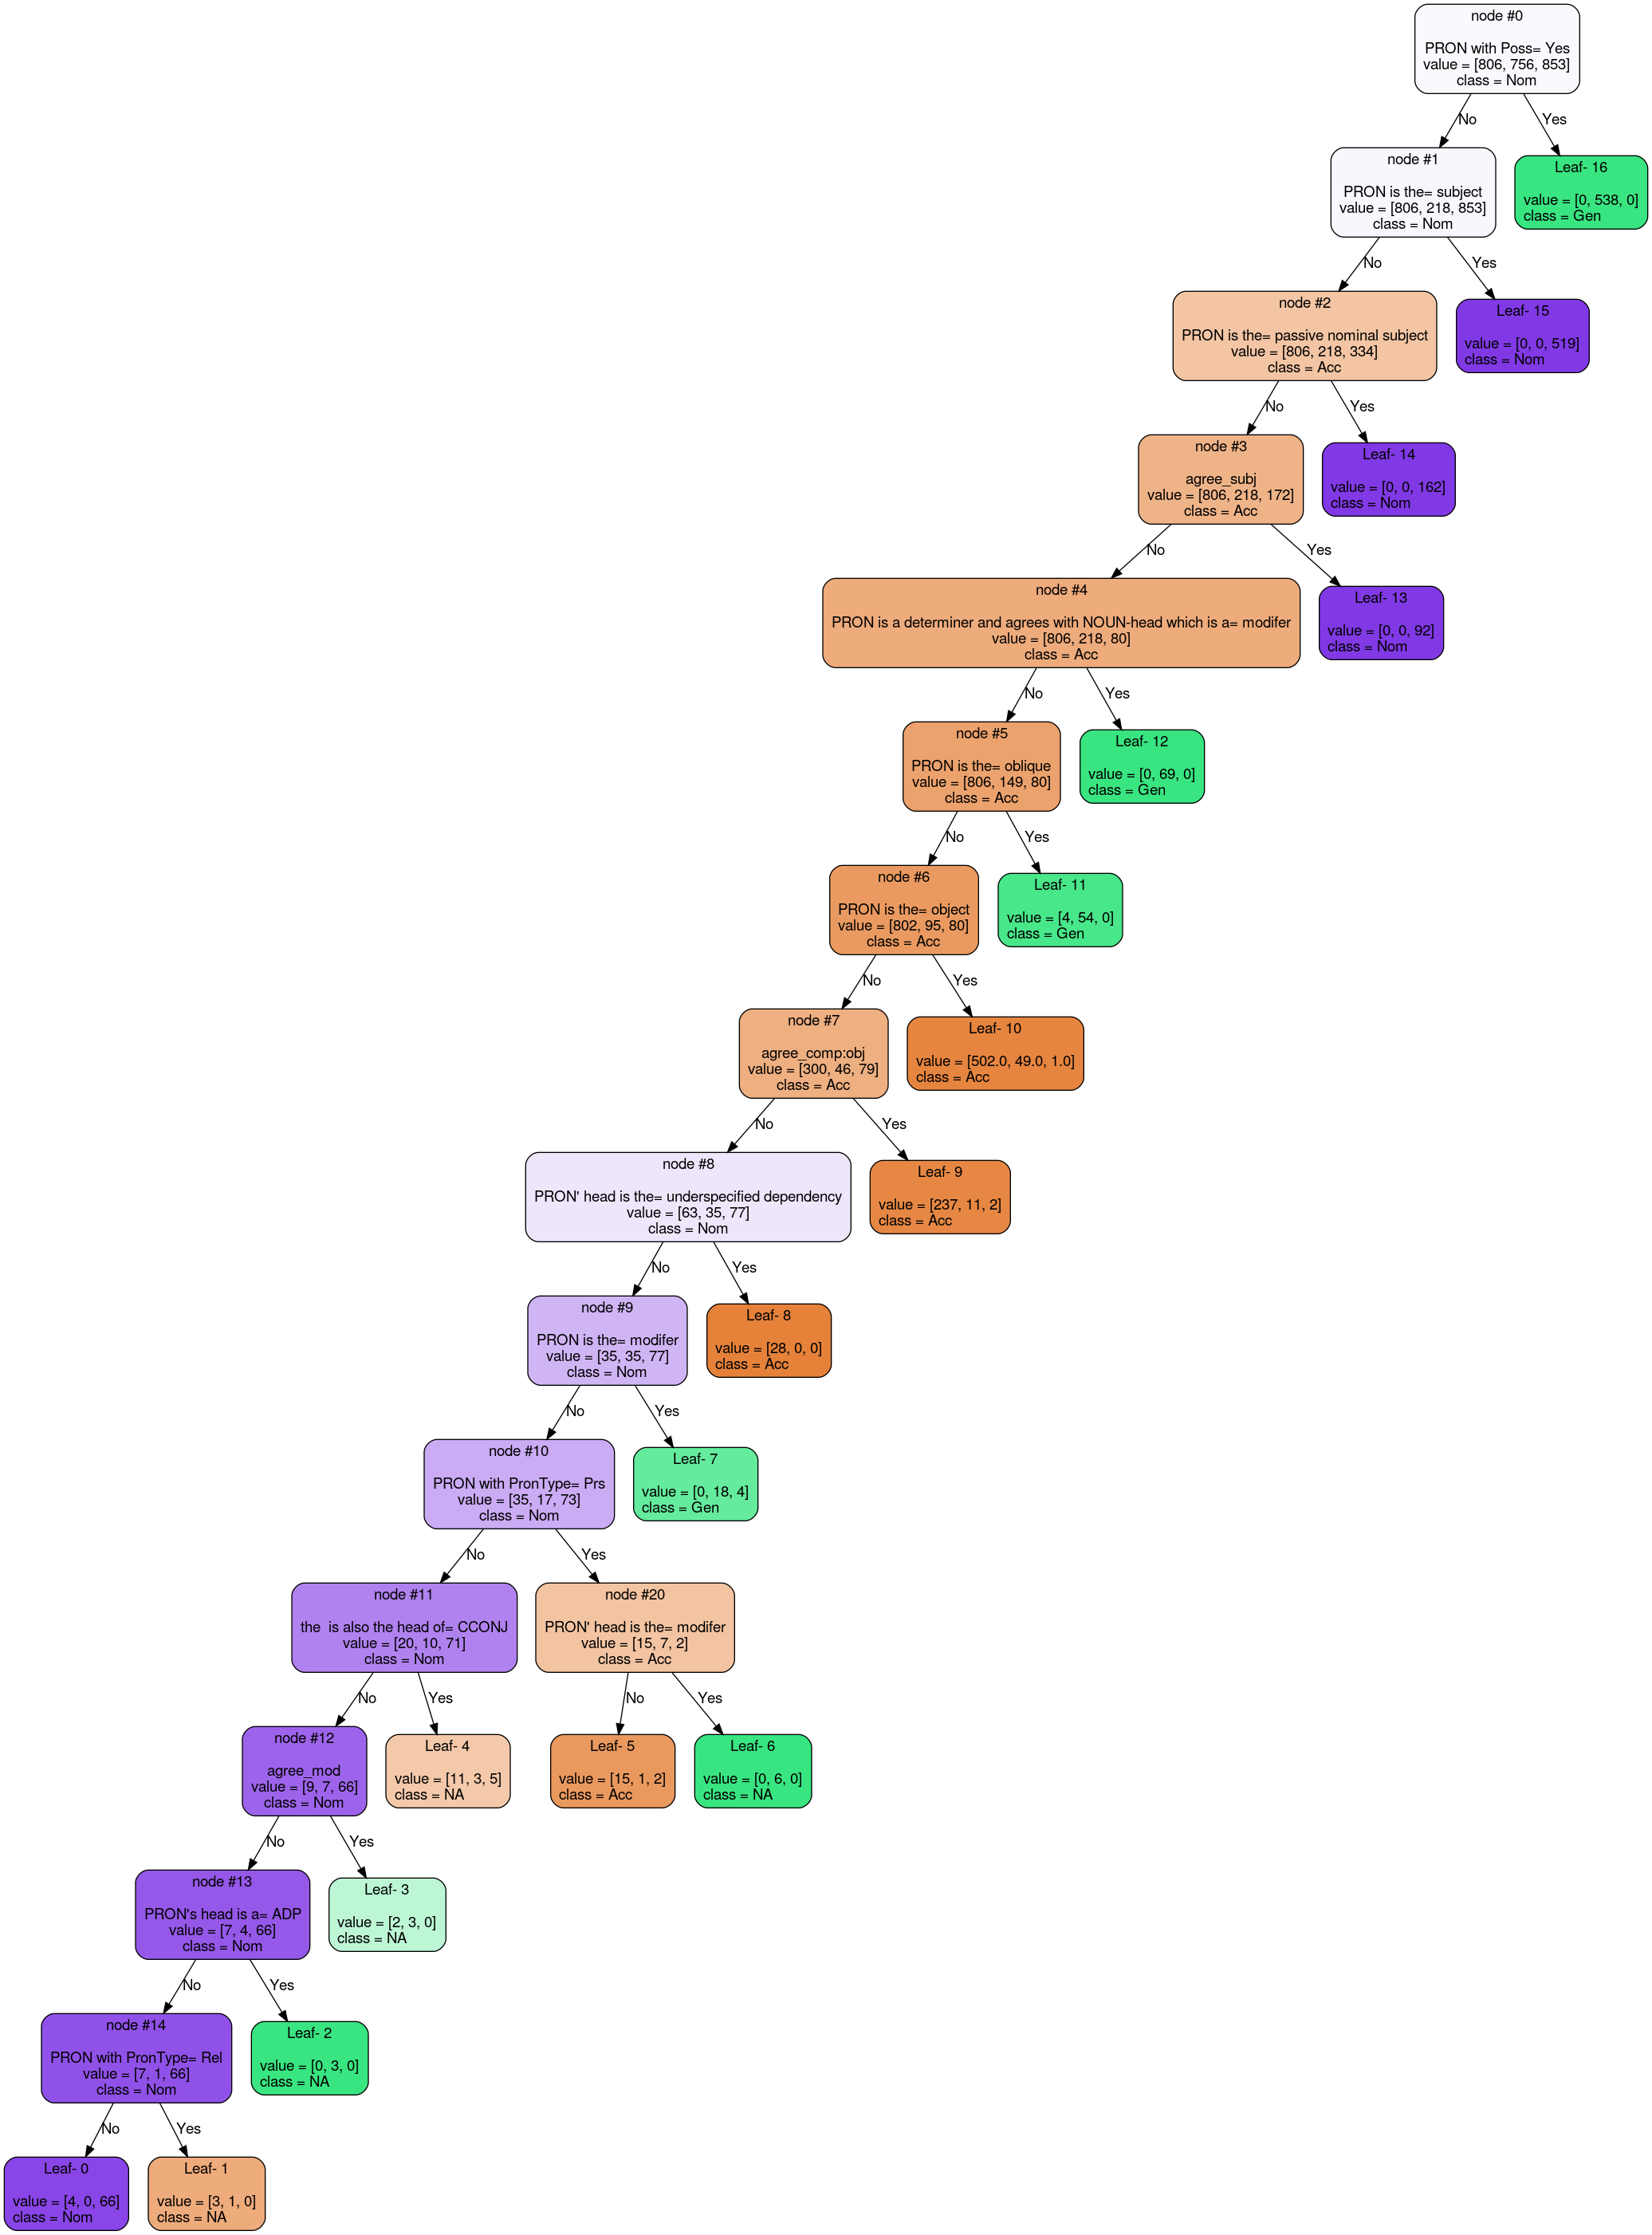 node #0
PRON with Poss= Yes
value = [806, 756, 853]
class = Nom
No
Yes
node #1
PRON is the= subject
value = [806, 218, 853]
class = Nom
Leaf- 16
value = [0, 538, 0]
class = Gen
No
Yes
node #2
PRON is the= passive nominal subject
value = [806, 218, 334]
class = Acc
Leaf- 15
value = [0, 0, 519]
class = Nom
No
Yes
node #3
agree_subj
value = [806, 218, 172]
class = Acc
Leaf- 14
value = [0, 0, 162]
class = Nom
No
Yes
node #4
PRON is a determiner and agrees with NOUN-head which is a= modifer
value = [806, 218, 80]
class = Acc
Leaf- 13
value = [0, 0, 92]
class = Nom
No
Yes
node #5
PRON is the= oblique
value = [806, 149, 80]
class = Acc
Leaf- 12
value = [0, 69, 0]
class = Gen
No
Yes
node #6
PRON is the= object
value = [802, 95, 80]
class = Acc
Leaf- 11
value = [4, 54, 0]
class = Gen
No
Yes
node #7
agree_comp:obj
value = [300, 46, 79]
class = Acc
Leaf- 10
value = [502.0, 49.0, 1.0]
class = Acc
No
Yes
node #8
PRON' head is the= underspecified dependency
value = [63, 35, 77]
class = Nom
Leaf- 9
value = [237, 11, 2]
class = Acc
No
Yes
node #9
PRON is the= modifer
value = [35, 35, 77]
class = Nom
Leaf- 8
value = [28, 0, 0]
class = Acc
No
Yes
node #10
PRON with PronType= Prs
value = [35, 17, 73]
class = Nom
Leaf- 7
value = [0, 18, 4]
class = Gen
No
Yes
node #11
the  is also the head of= CCONJ
value = [20, 10, 71]
class = Nom
node #20
PRON' head is the= modifer
value = [15, 7, 2]
class = Acc
No
Yes
No
Yes
node #12
agree_mod
value = [9, 7, 66]
class = Nom
Leaf- 4
value = [11, 3, 5]
class = NA
Leaf- 5
value = [15, 1, 2]
class = Acc
Leaf- 6
value = [0, 6, 0]
class = NA
No
Yes
node #13
PRON's head is a= ADP
value = [7, 4, 66]
class = Nom
Leaf- 3
value = [2, 3, 0]
class = NA
No
Yes
node #14
PRON with PronType= Rel
value = [7, 1, 66]
class = Nom
Leaf- 2
value = [0, 3, 0]
class = NA
No
Yes
Leaf- 0
value = [4, 0, 66]
class = Nom
Leaf- 1
value = [3, 1, 0]
class = NA